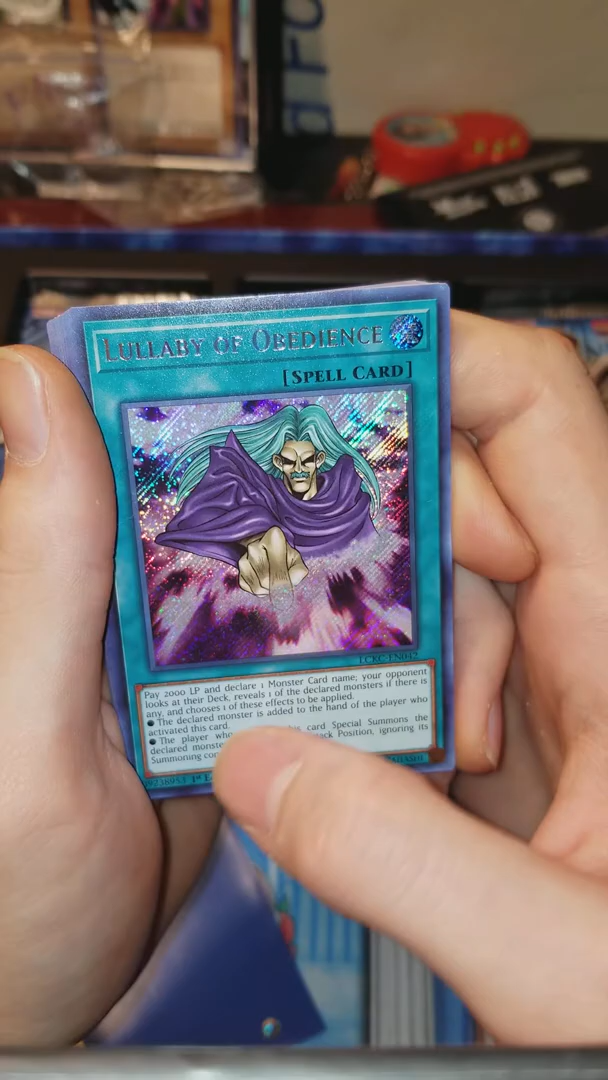 LULLABY OF OBEDIENCE
[SPELL CARD]
LCKC-EN042
Pay 2000 LP and declare 1 Monster Card name; your opponent
looks at their Deck, reveals 1 of the declared monsters if there is
any, and chooses 1 of these effects to be applied.
● The declared monster is added to the hand of the player who
activated this card.
● The player card Special Summons the
declared Position, ignoring its
Summoning
1st